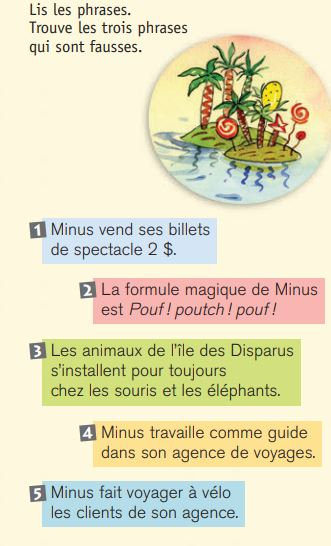 Lis les phrases.
Trouve les trois phrases
qui sont fausses.
1 Minus vend ses billets
de spectacle 2 $.
2 La formule magique de Minus
est Pouf ! poutch ! pouf !
3 Les animaux de l'île des Disparus
s'installent pour toujours
chez les souris et les éléphants.
4 Minus travaille comme guide
dans son agence de voyages.
5 Minus fait voyager à vélo
les clients de son agence.